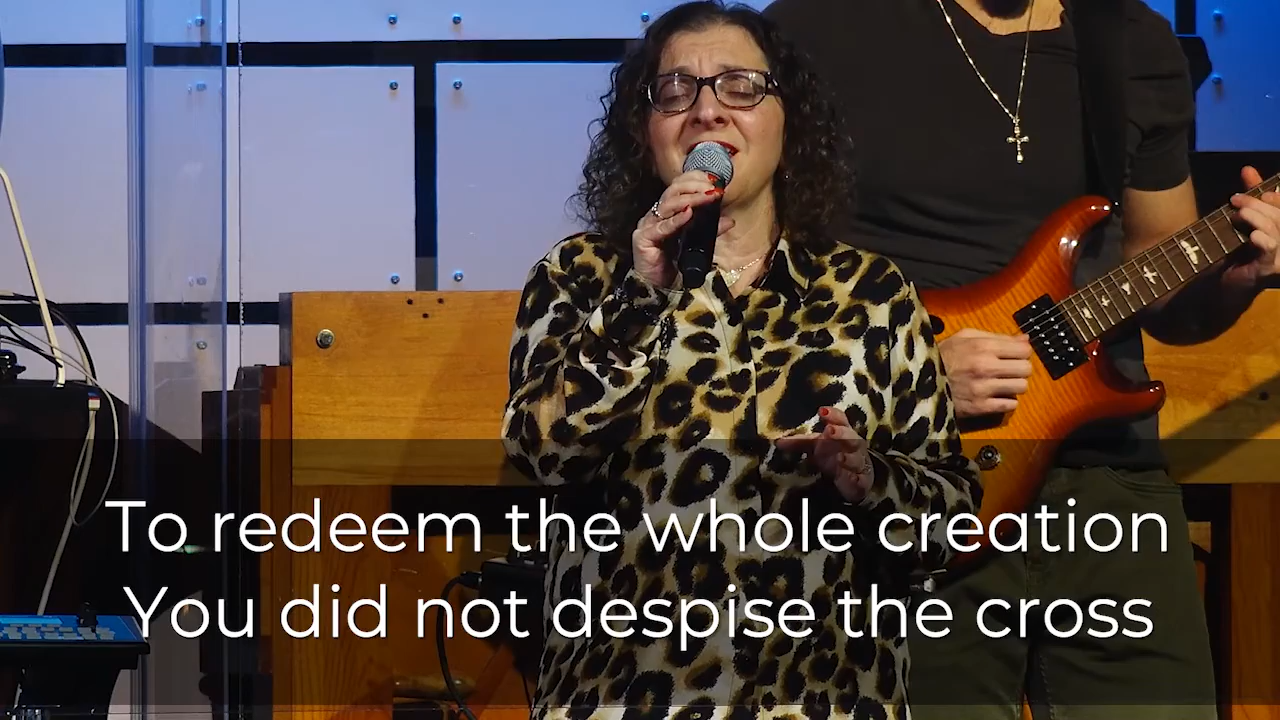 To redeem the whole creation
You did not despise the cross